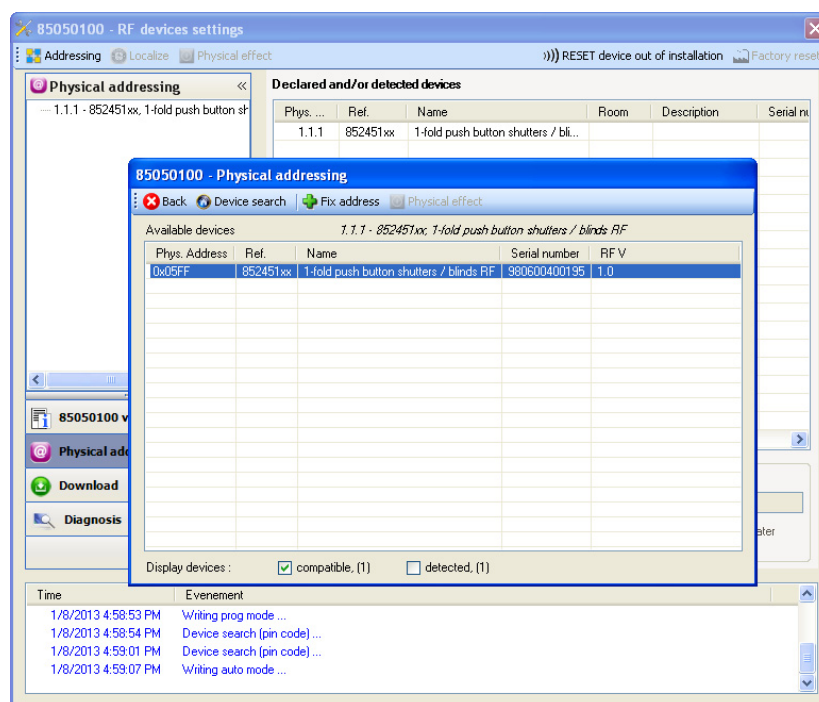 85050100 - RF devices settings
Addressing Localize Physical effect ))) RESET device out of installation Factory reset
Physical addressing «
1.1.1 - 852451xx, 1-fold push button sh
Declared and/or detected devices
Phys. ... Ref. Name Room Description Serial nu
1.1.1 852451xx 1-fold push button shutters / bli...
85050100 - Physical addressing
Back Device search Fix address Physical effect
Available devices 1.1.1 - 852451xx, 1-fold push button shutters / blinds RF
Phys. Address Ref. Name Serial number RF V
0x05FF 852451xx 1-fold push button shutters / blinds RF 980600400195 1.0
85050100 v
Physical add
Download
Diagnosis
ater
Display devices : compatible, (1) detected, (1)
Time Evenement
1/8/2013 4:58:53 PM Writing prog mode ...
1/8/2013 4:58:54 PM Device search (pin code) ...
1/8/2013 4:59:01 PM Device search (pin code) ...
1/8/2013 4:59:07 PM Writing auto mode ...